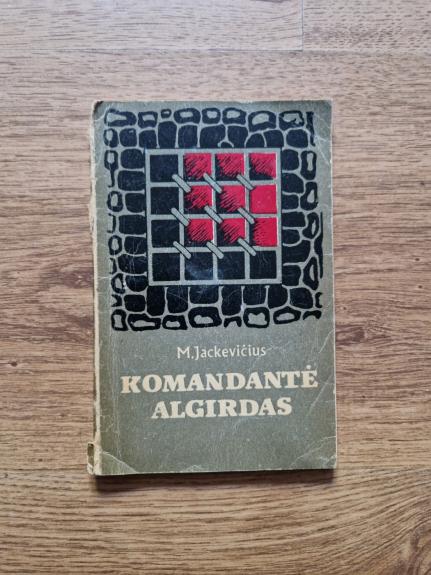 M. Jackevičius
KOMANDANTĖ
ALGIRDAS